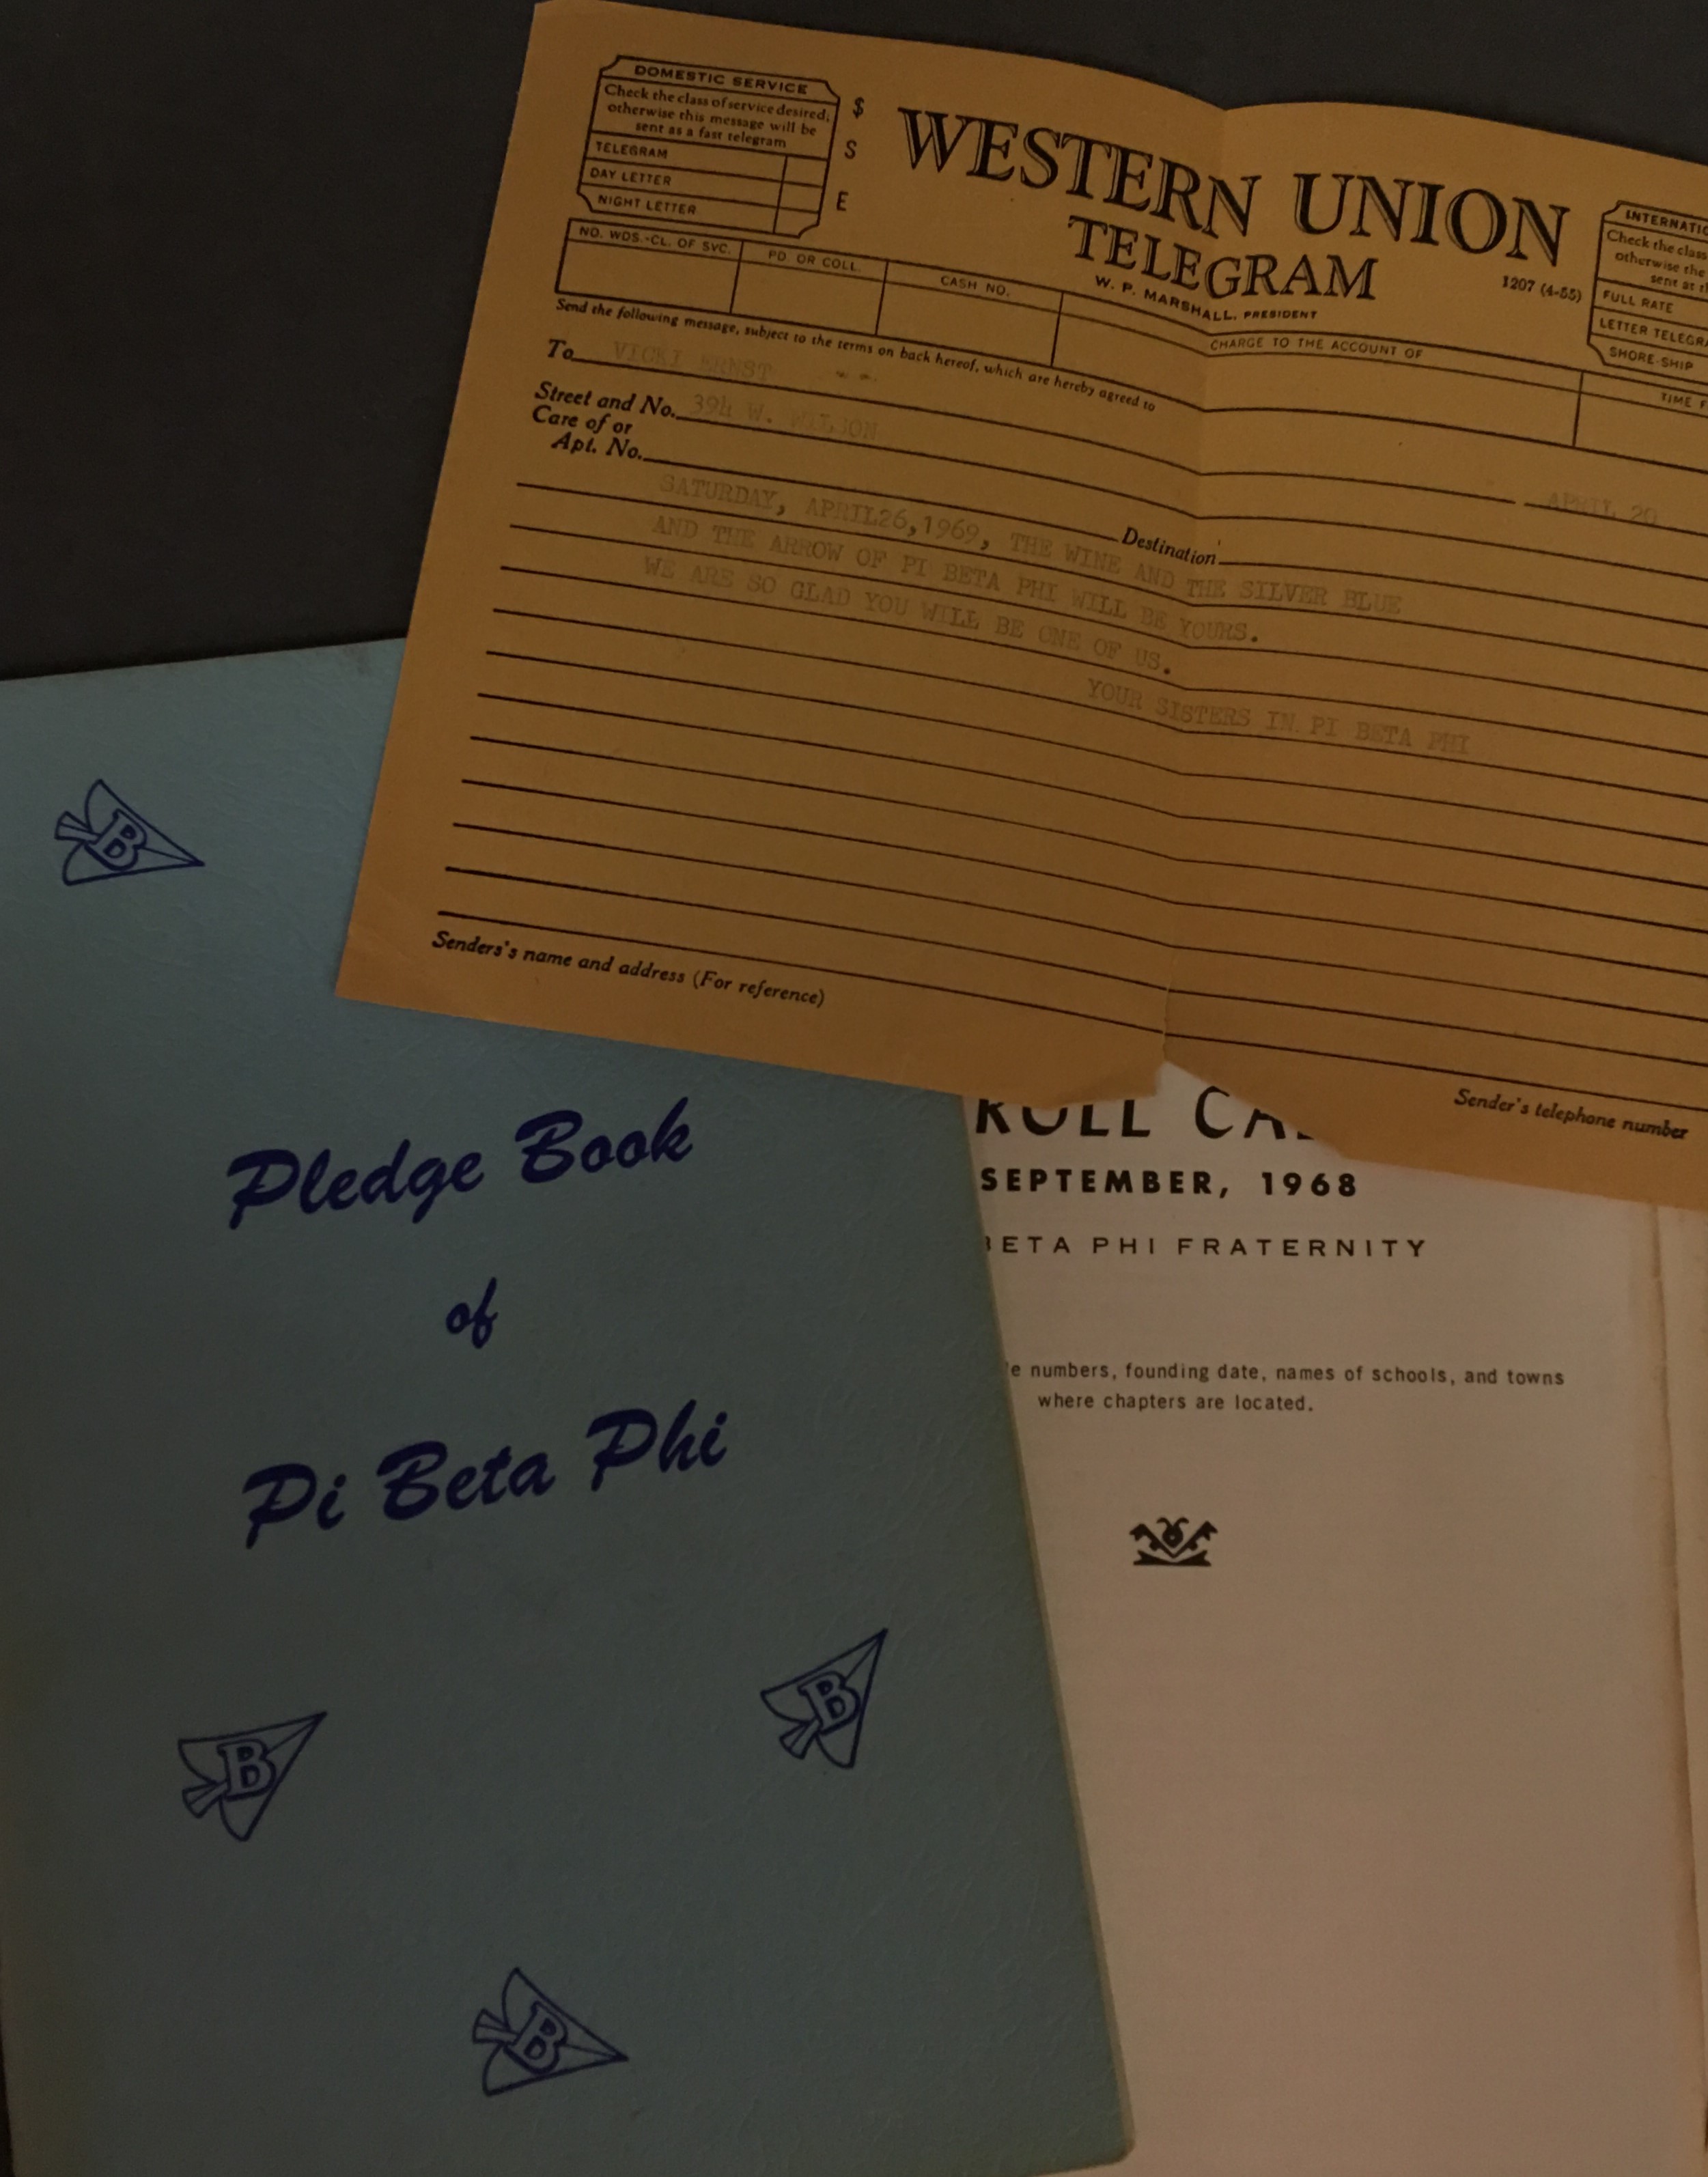 DOMESTIC SERVICE
Check the class of service desired;
otherwise this message will be
sent as a fast telegram
TELEGRAM
DAY LETTER
NIGHT LETTER
$
S
E
WESTERN UNION
TELEGRAM
W. P. MARSHALL, PRESIDENT
1207 (4-55)
INTERNATIO
Check the class
otherwise the
sent at t
FULL RATE
LETTER TELEGRA
SHORE-SHIP
NO. WDS.-CL. OF SVC.
PD. OR COLL.
CASH NO.
CHARGE TO THE ACCOUNT OF
TIME F
Send the following message, subject to the terms on back hereof, which are hereby agreed to
APRIL 20
To VICKI ERNST
Street and No. 394 W. WILSON
Care of or
Apt. No.
Destination
SATURDAY, APRIL26,1969, THE WINE AND THE SILVER BLUE
AND THE ARROW OF PI BETA PHI WILL BE YOURS.
WE ARE SO GLAD YOU WILL BE ONE OF US.
YOUR SISTERS IN PI BETA PHI
Senders's name and address (For reference)
Sender's telephone number
B
Pledge Book
of
Pi Beta Phi
B
B
B
ROLL CA
SEPTEMBER, 1968
BETA PHI FRATERNITY
e numbers, founding date, names of schools, and towns
where chapters are located.